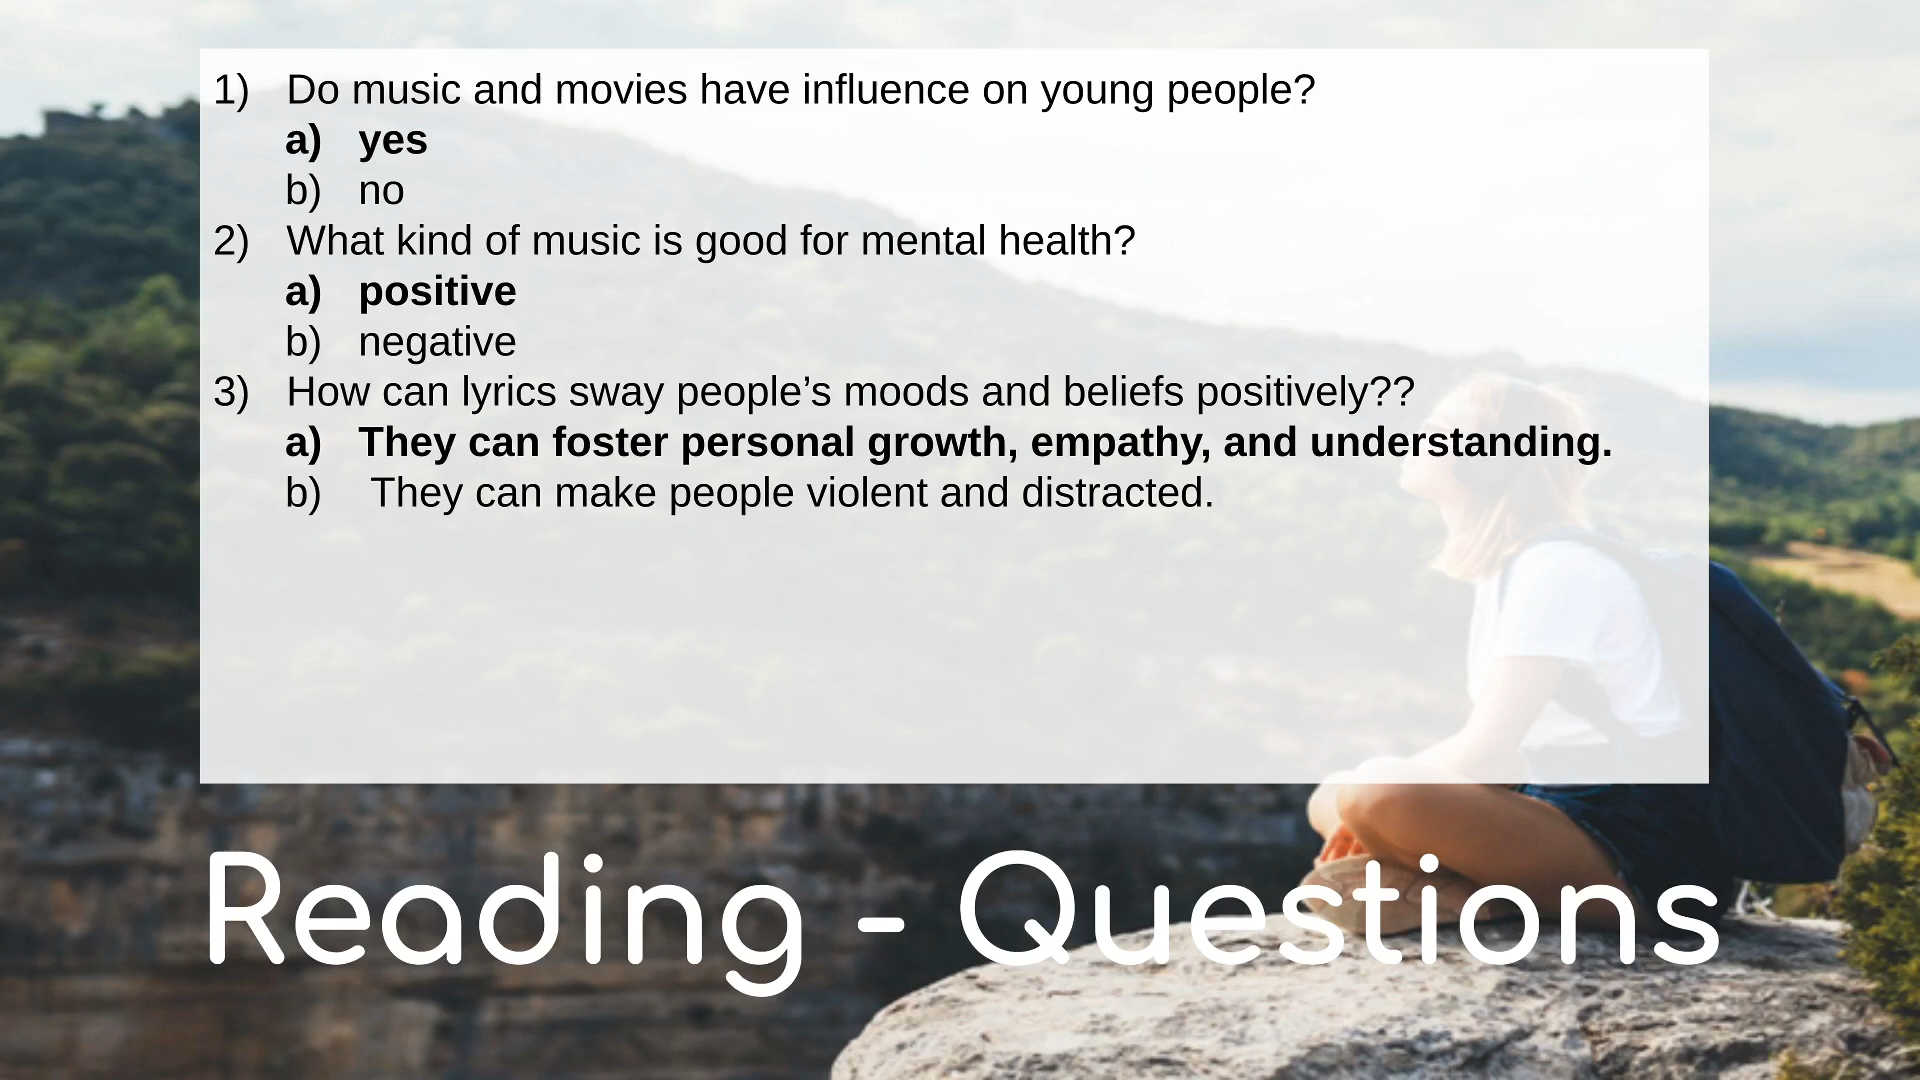 1) Do music and movies have influence on young people?
a) yes
b) no
2) What kind of music is good for mental health?
a) positive
b) negative
3) How can lyrics sway people’s moods and beliefs positively??
a) They can foster personal growth, empathy, and understanding.
b) They can make people violent and distracted.
Reading - Questions